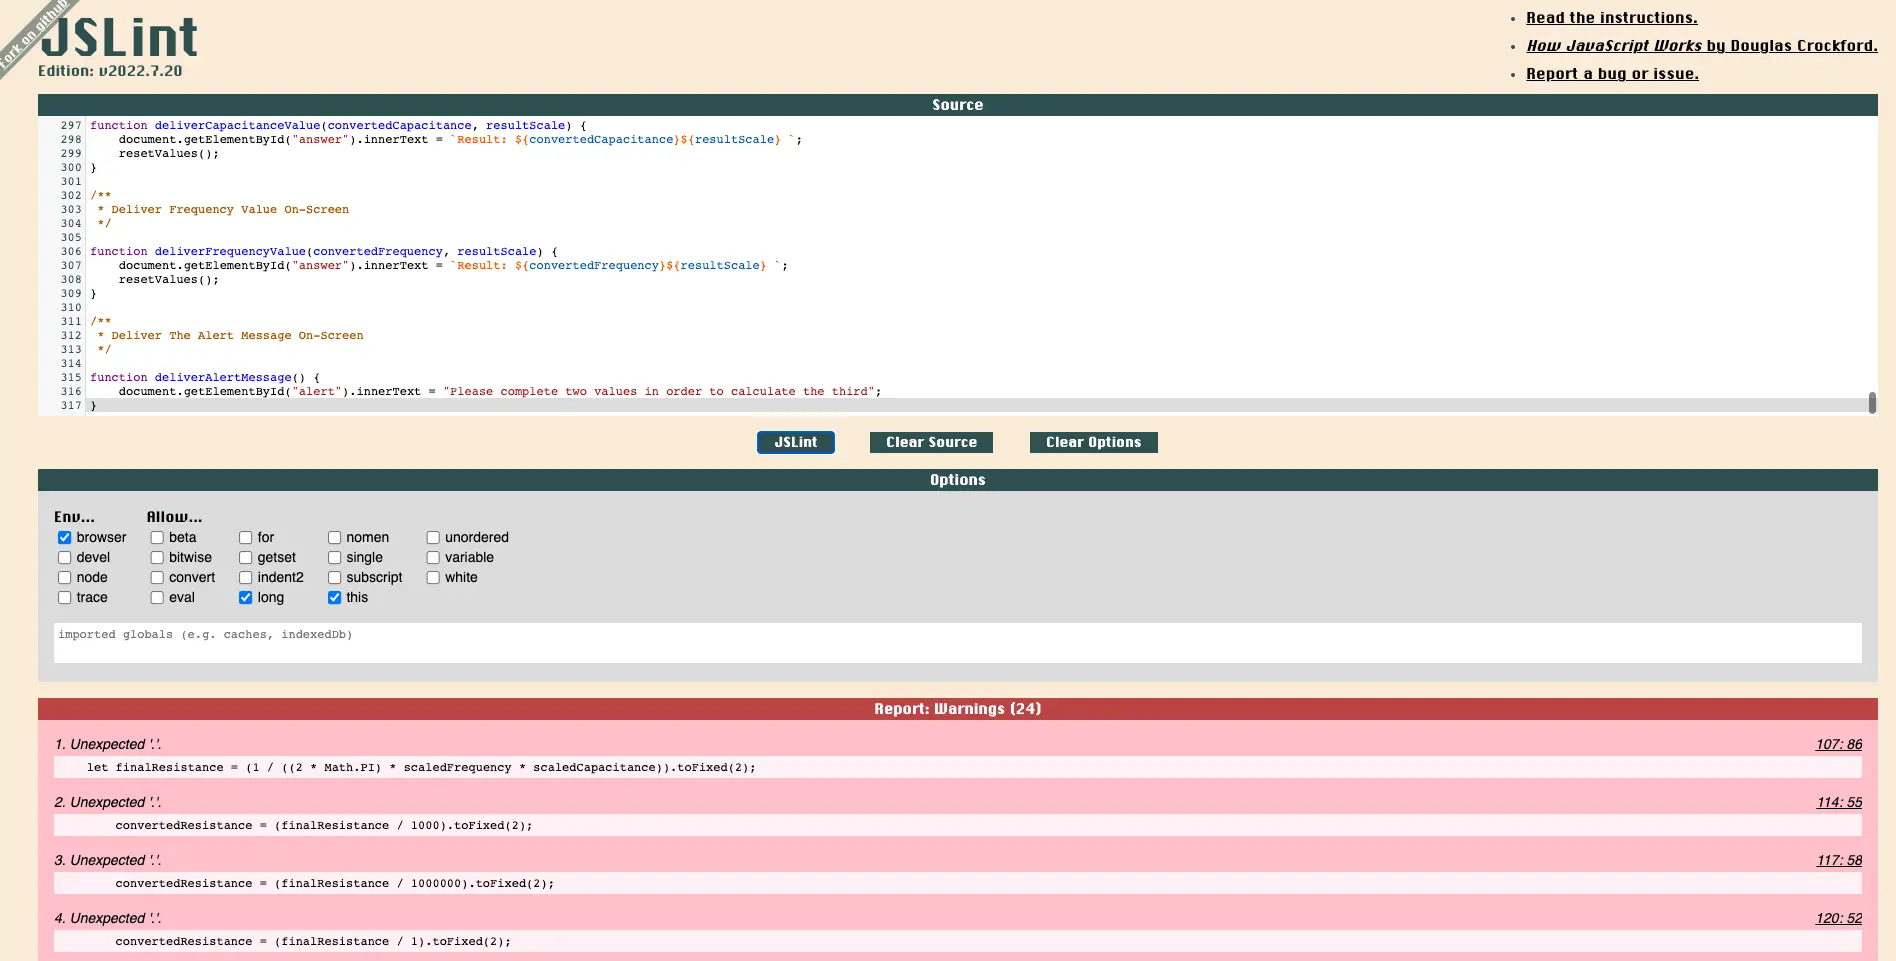 Fork on github
JSLint
Edition: v2022.7.20
• Read the instructions.
• How JavaScript Works by Douglas Crockford.
• Report a bug or issue.
Source
297 function deliverCapacitanceValue(convertedCapacitance, resultScale) {
298     document.getElementById("answer").innerText = `Result: ${convertedCapacitance}${resultScale} `;
299     resetValues();
300 }
301
302 /**
303  * Deliver Frequency Value On-Screen
304  */
305
306 function deliverFrequencyValue(convertedFrequency, resultScale) {
307     document.getElementById("answer").innerText = `Result: ${convertedFrequency}${resultScale} `;
308     resetValues();
309 }
310
311 /**
312  * Deliver The Alert Message On-Screen
313  */
314
315 function deliverAlertMessage() {
316     document.getElementById("alert").innerText = "Please complete two values in order to calculate the third";
317 }
JSLint Clear Source Clear Options
Options
Env... Allow...
browser beta for nomen unordered
devel bitwise getset single variable
node convert indent2 subscript white
trace eval long this
imported globals (e.g. caches, indexedDb)
Report: Warnings (24)
1. Unexpected '.'. 107: 86
let finalResistance = (1 / ((2 * Math.PI) * scaledFrequency * scaledCapacitance)).toFixed(2);
2. Unexpected '.'. 114: 55
convertedResistance = (finalResistance / 1000).toFixed(2);
3. Unexpected '.'. 117: 58
convertedResistance = (finalResistance / 1000000).toFixed(2);
4. Unexpected '.'. 120: 52
convertedResistance = (finalResistance / 1).toFixed(2);